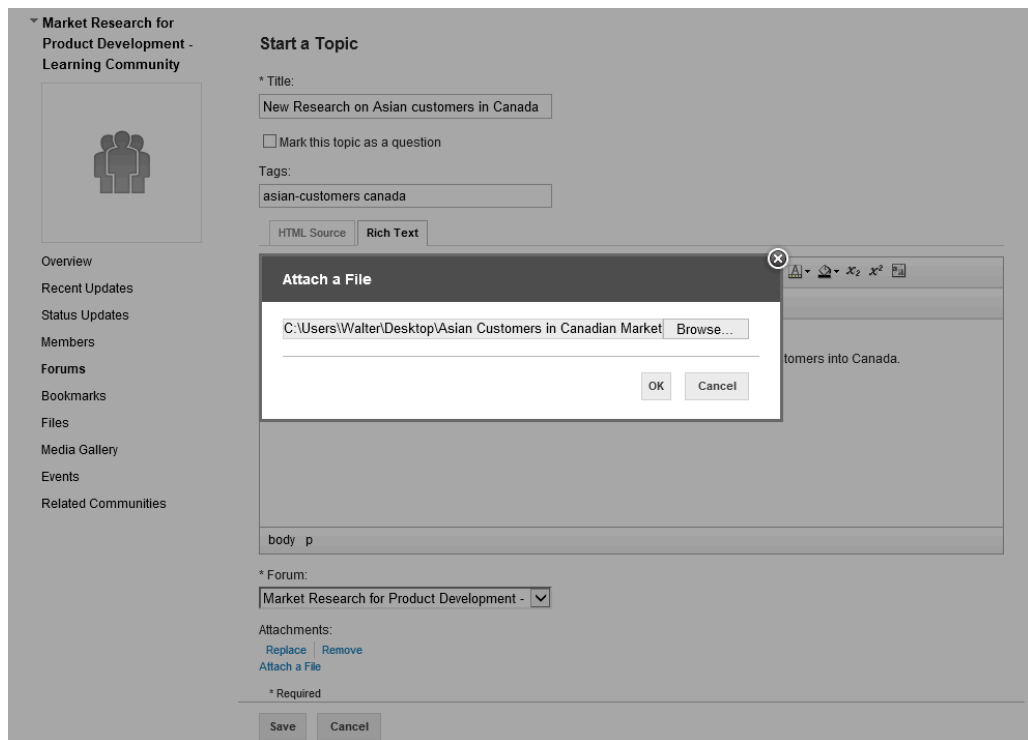 Market Research for
Product Development -
Learning Community
Overview
Recent Updates
Status Updates
Members
Forums
Bookmarks
Files
Media Gallery
Events
Related Communities
Start a Topic
* Title:
New Research on Asian customers in Canada
Mark this topic as a question
Tags:
asian-customers canada
HTML Source Rich Text
A x₂ x²
Attach a File
C:\Users\Walter\Desktop\Asian Customers in Canadian Market Browse...
tomers into Canada.
OK Cancel
body p
* Forum:
Market Research for Product Development -
Attachments:
Replace Remove
Attach a File
* Required
Save Cancel